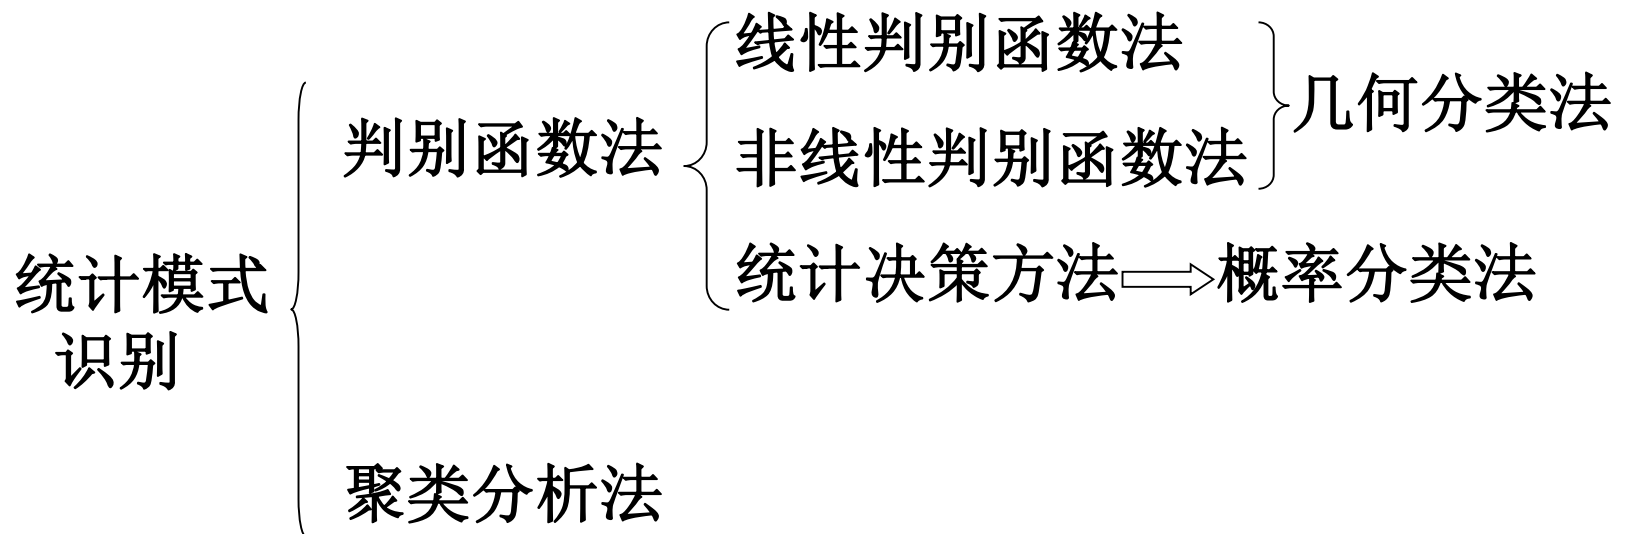 线性判别函数法
几何分类法
判别函数法
非线性判别函数法
统计决策方法
概率分类法
统计模式
识别
聚类分析法